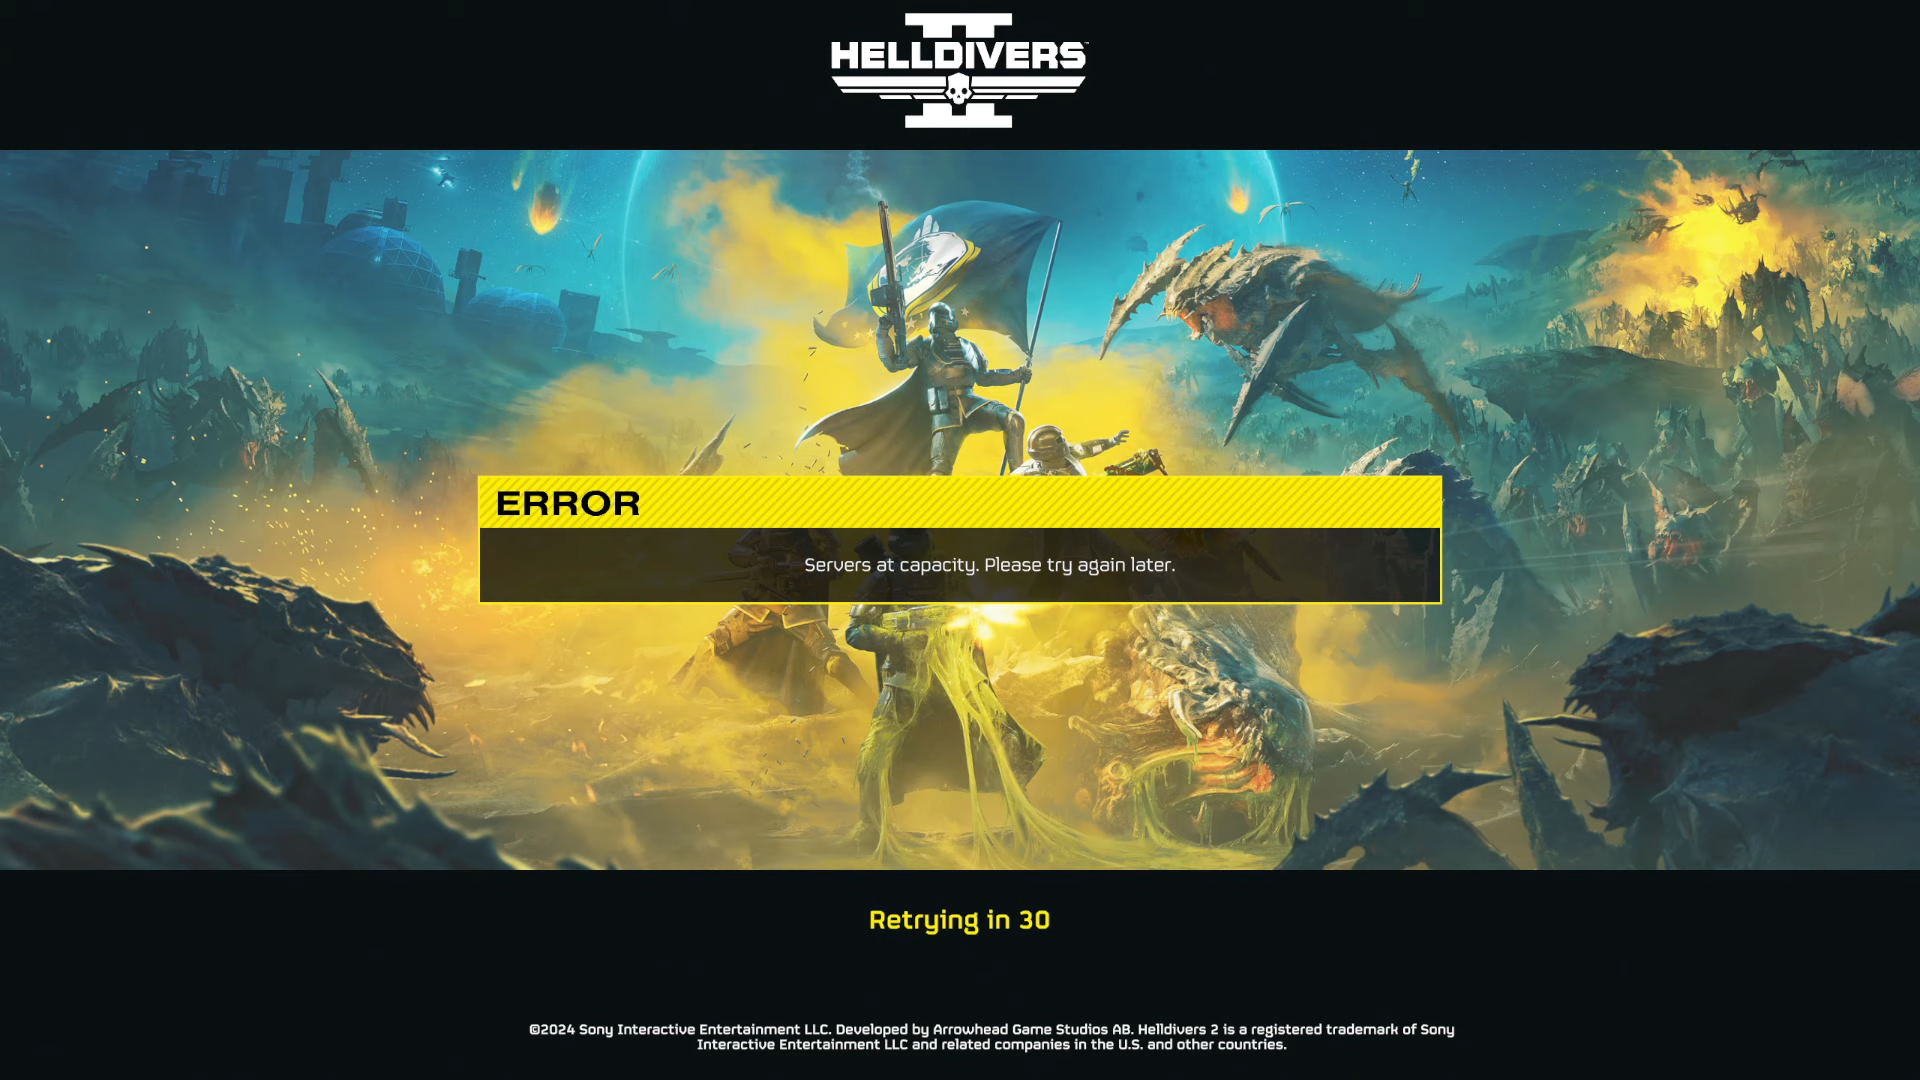 HELLDIVERS
II
ERROR
Servers at capacity. Please try again later.
Retrying in 30
©2024 Sony Interactive Entertainment LLC. Developed by Arrowhead Game Studios AB. Helldivers 2 is a registered trademark of Sony
Interactive Entertainment LLC and related companies in the U.S. and other countries.